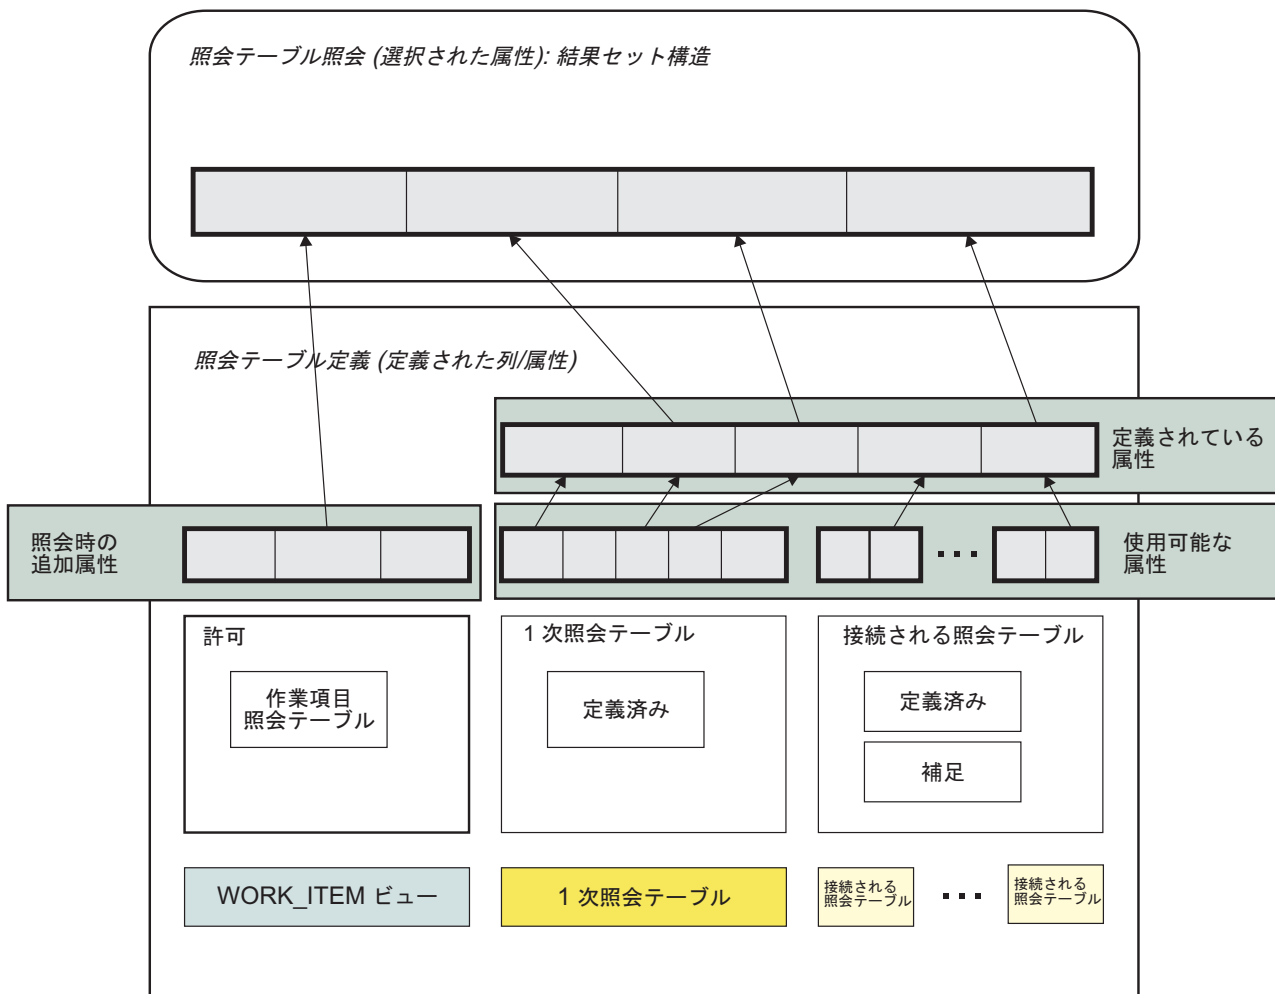 照会テーブル照会 (選択された属性): 結果セット構造
照会テーブル定義 (定義された列/属性)
定義されている
属性
照会時の
追加属性
使用可能な
属性
許可
作業項目
照会テーブル
1 次照会テーブル
定義済み
接続される照会テーブル
定義済み
補足
WORK_ITEM ビュー
1 次照会テーブル
接続される
照会テーブル
接続される
照会テーブル